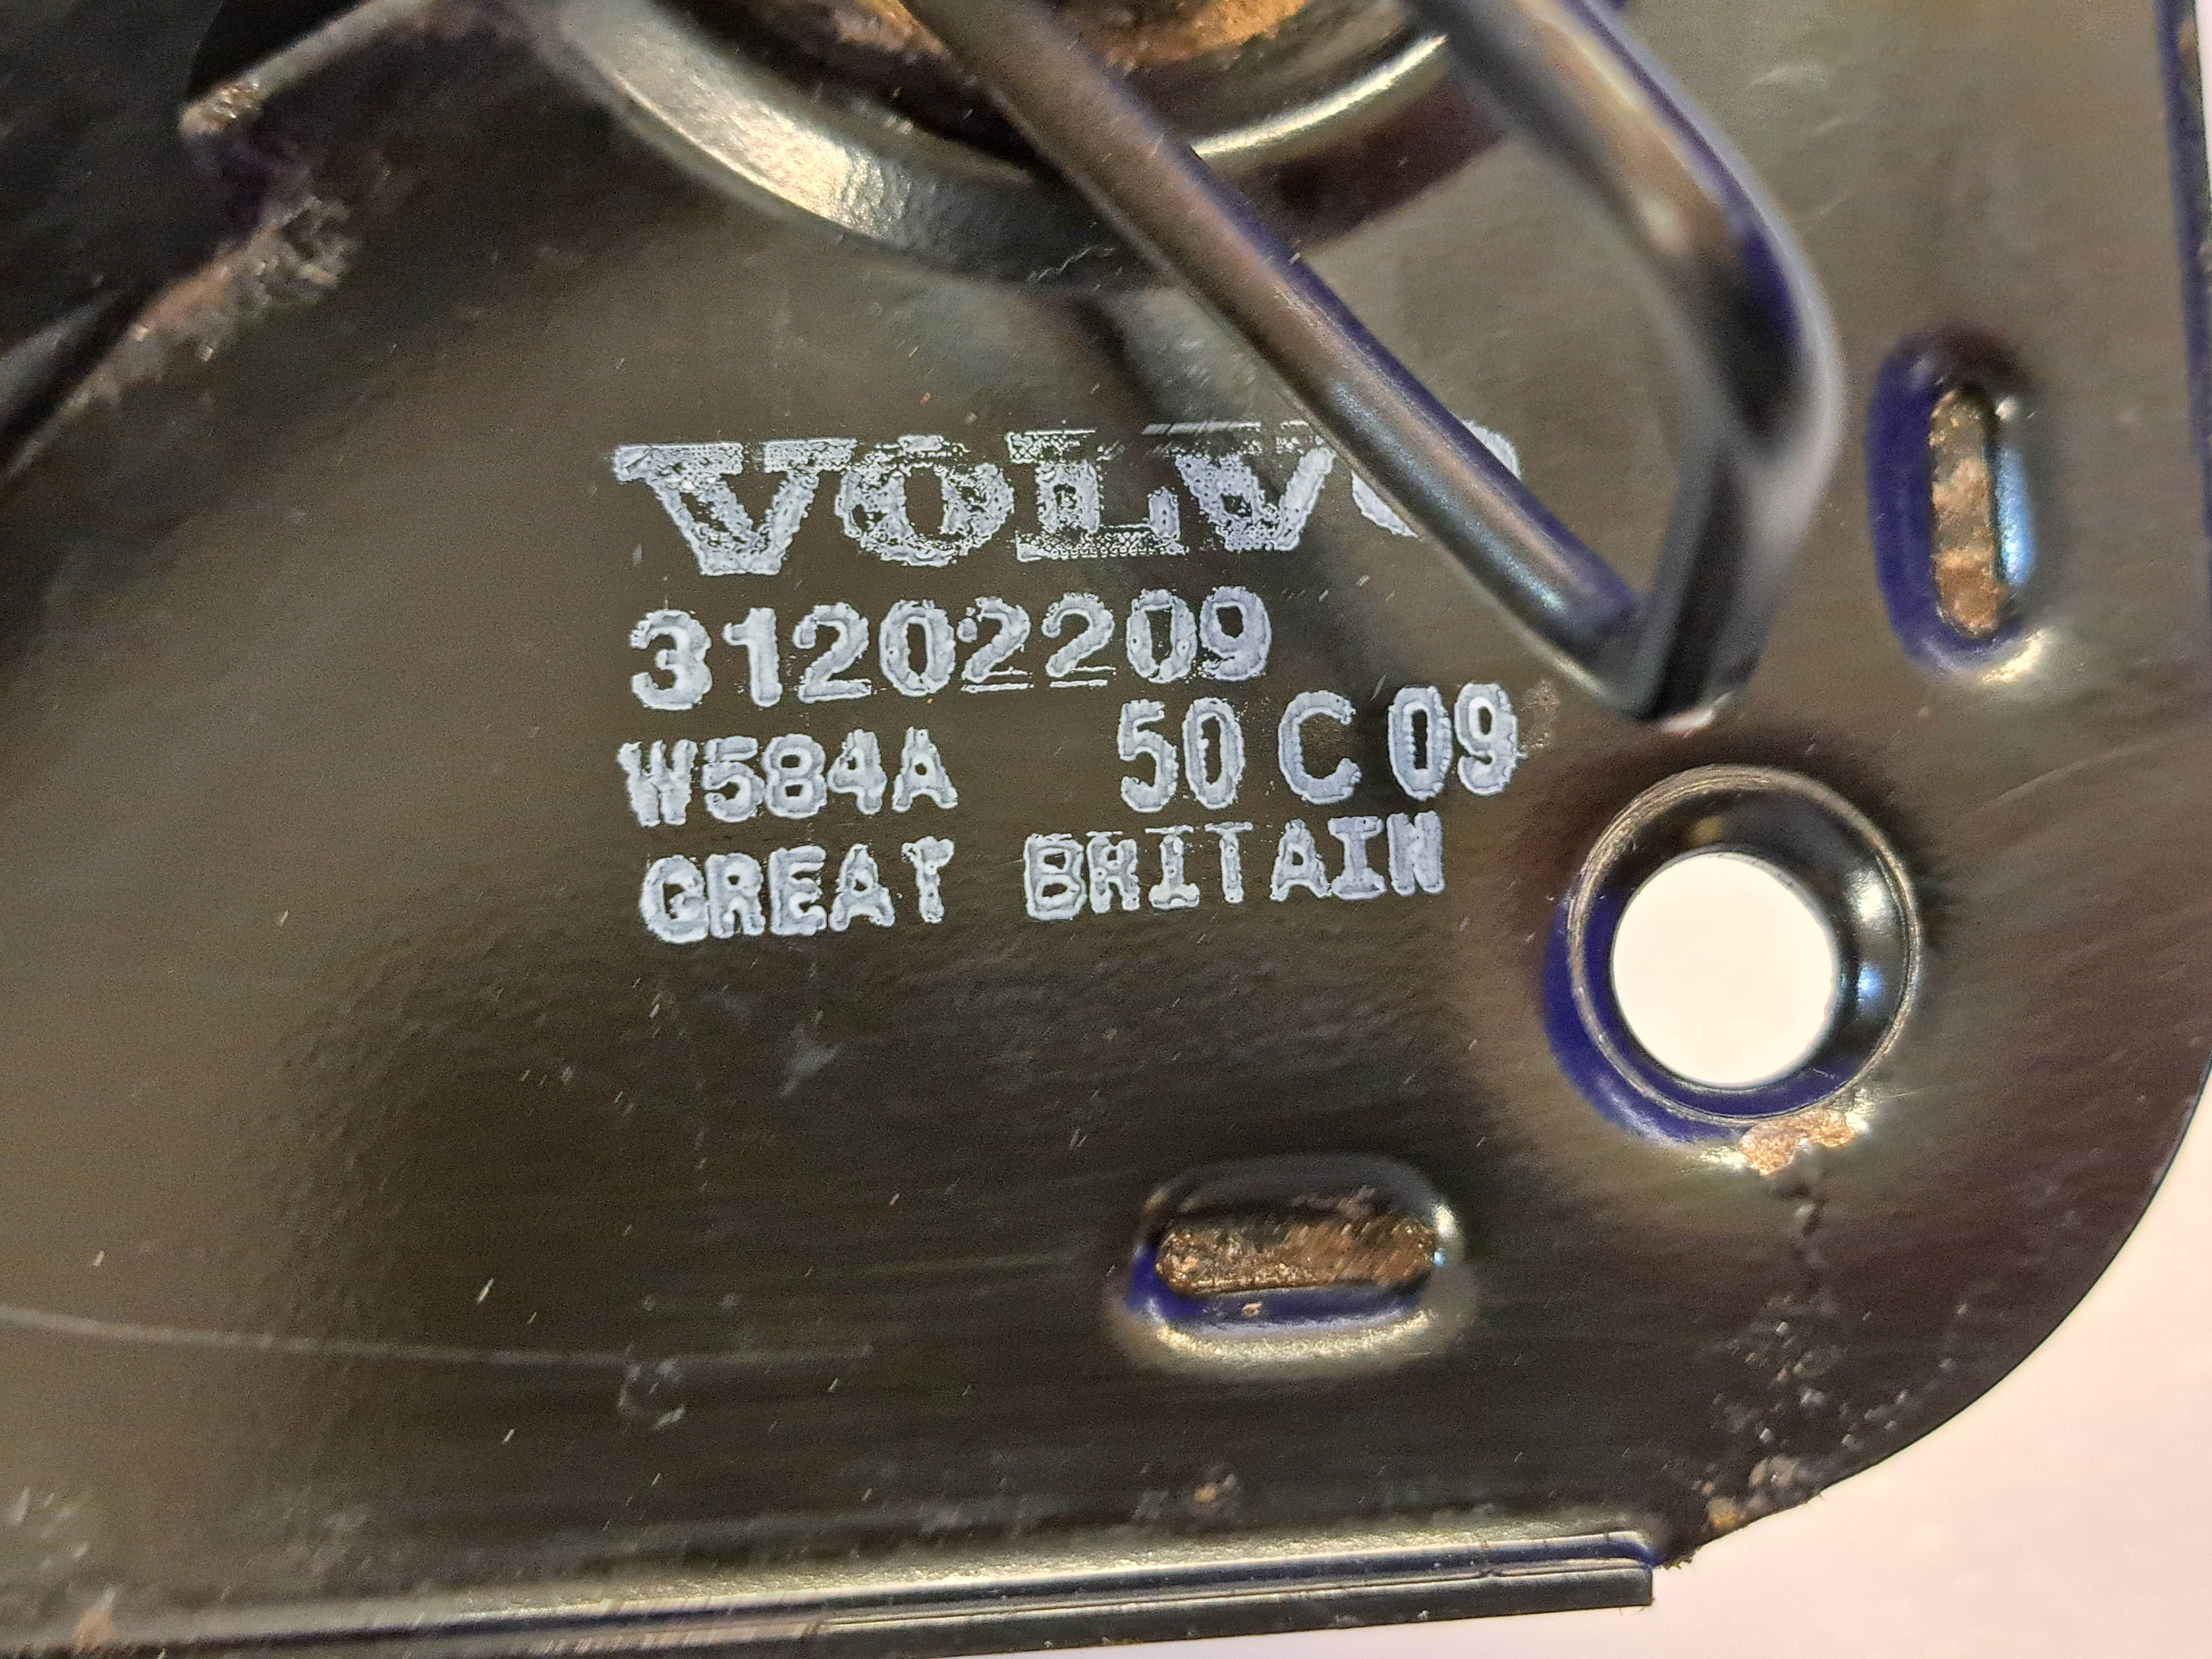 VOLVO
31202209
W584A 50 C 09
GREAT BRITAIN